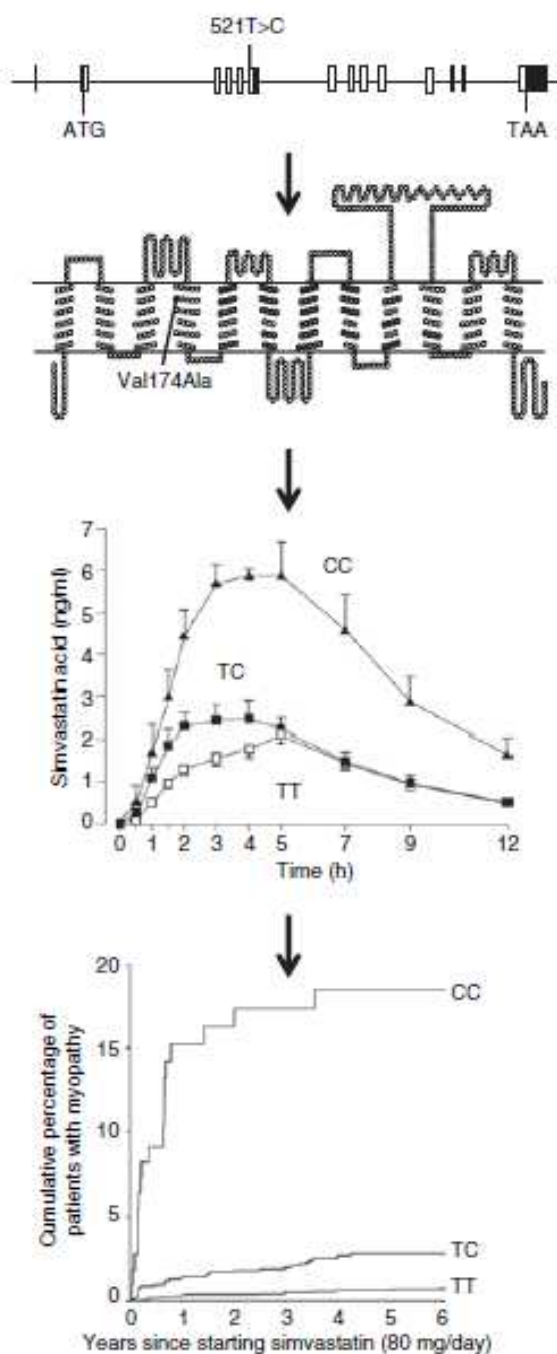 521T>C
ATG
TAA
Val174Ala
Simvastatin acid (ng/ml)
7
6
5
4
3
2
1
0
CC
TC
TT
0 1 2 3 4 5 7 9 12
Time (h)
Cumulative percentage of
patients with myopathy
20
15
10
5
0
CC
TC
TT
0 1 2 3 4 5 6
Years since starting simvastatin (80 mg/day)